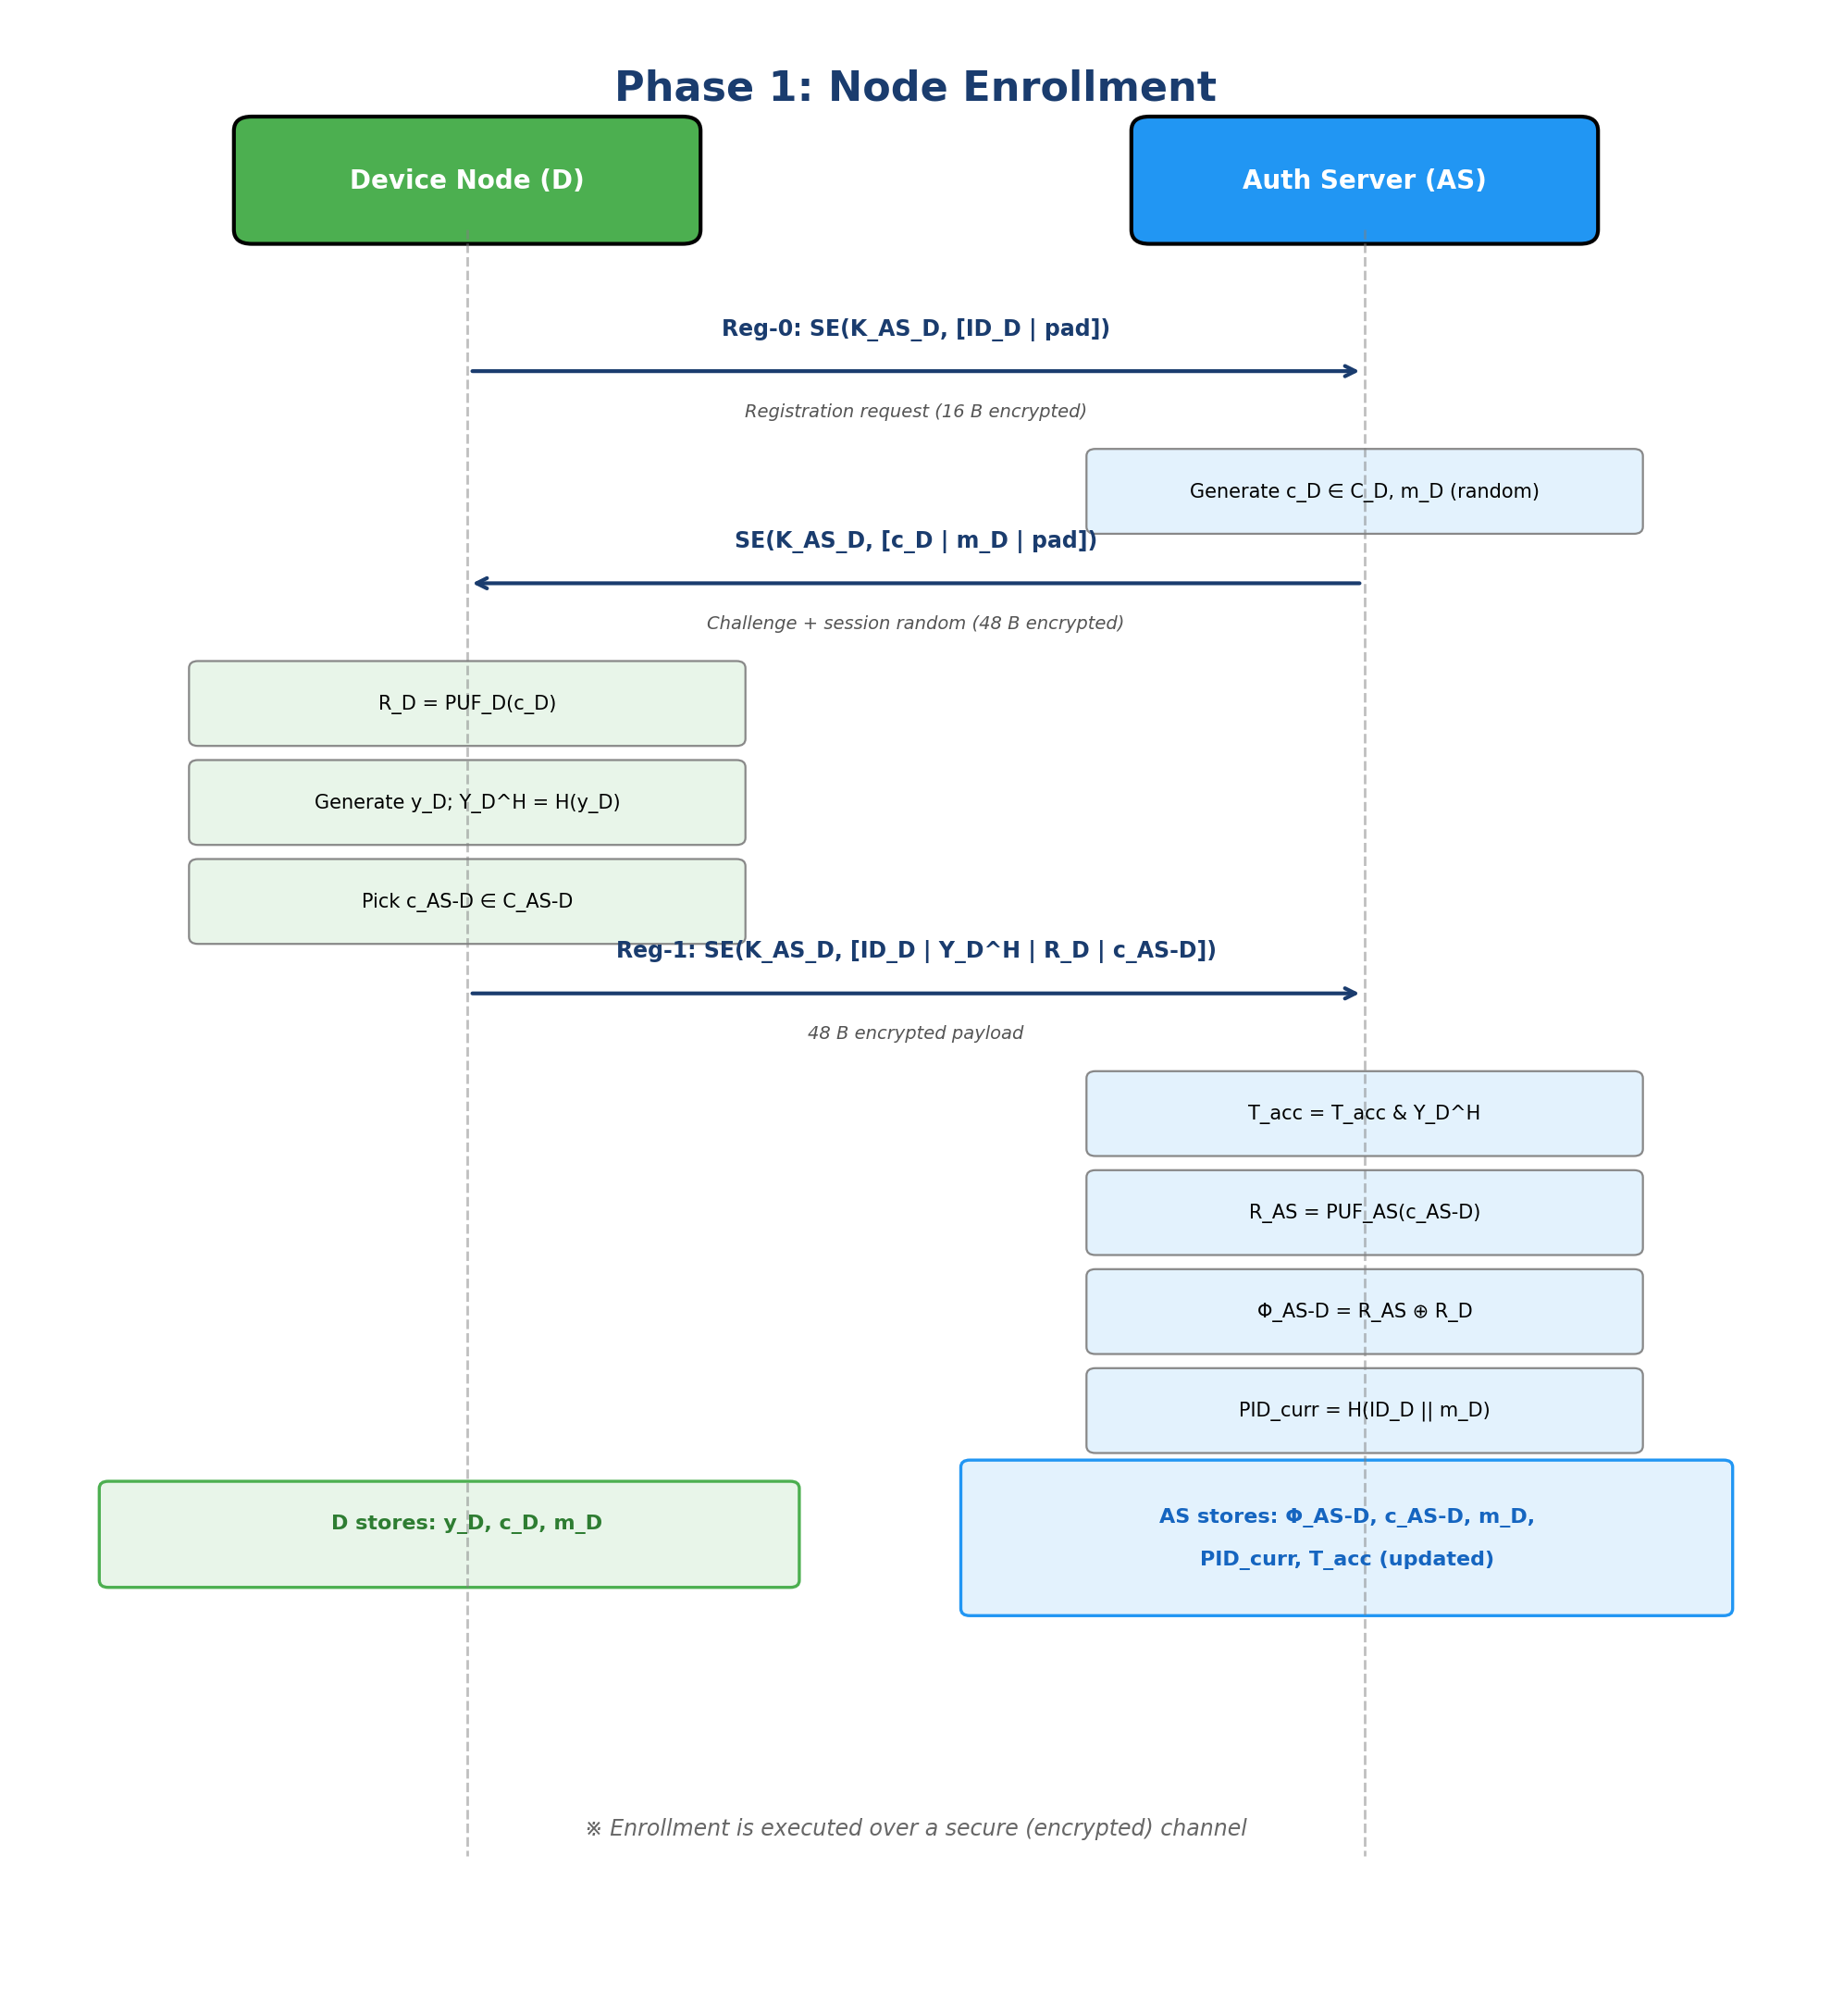 Phase 1: Node Enrollment
Device Node (D)
Auth Server (AS)
Reg-0: SE(K_AS_D, [ID_D | pad])
Registration request (16 B encrypted)
Generate c_D ∈ C_D, m_D (random)
SE(K_AS_D, [c_D | m_D | pad])
Challenge + session random (48 B encrypted)
R_D = PUF_D(c_D)
Generate y_D; Y_D^H = H(y_D)
Pick c_AS-D ∈ C_AS-D
Reg-1: SE(K_AS_D, [ID_D | Y_D^H | R_D | c_AS-D])
48 B encrypted payload
T_acc = T_acc & Y_D^H
R_AS = PUF_AS(c_AS-D)
Φ_AS-D = R_AS ⊕ R_D
PID_curr = H(ID_D || m_D)
D stores: y_D, c_D, m_D
AS stores: Φ_AS-D, c_AS-D, m_D,
PID_curr, T_acc (updated)
※ Enrollment is executed over a secure (encrypted) channel